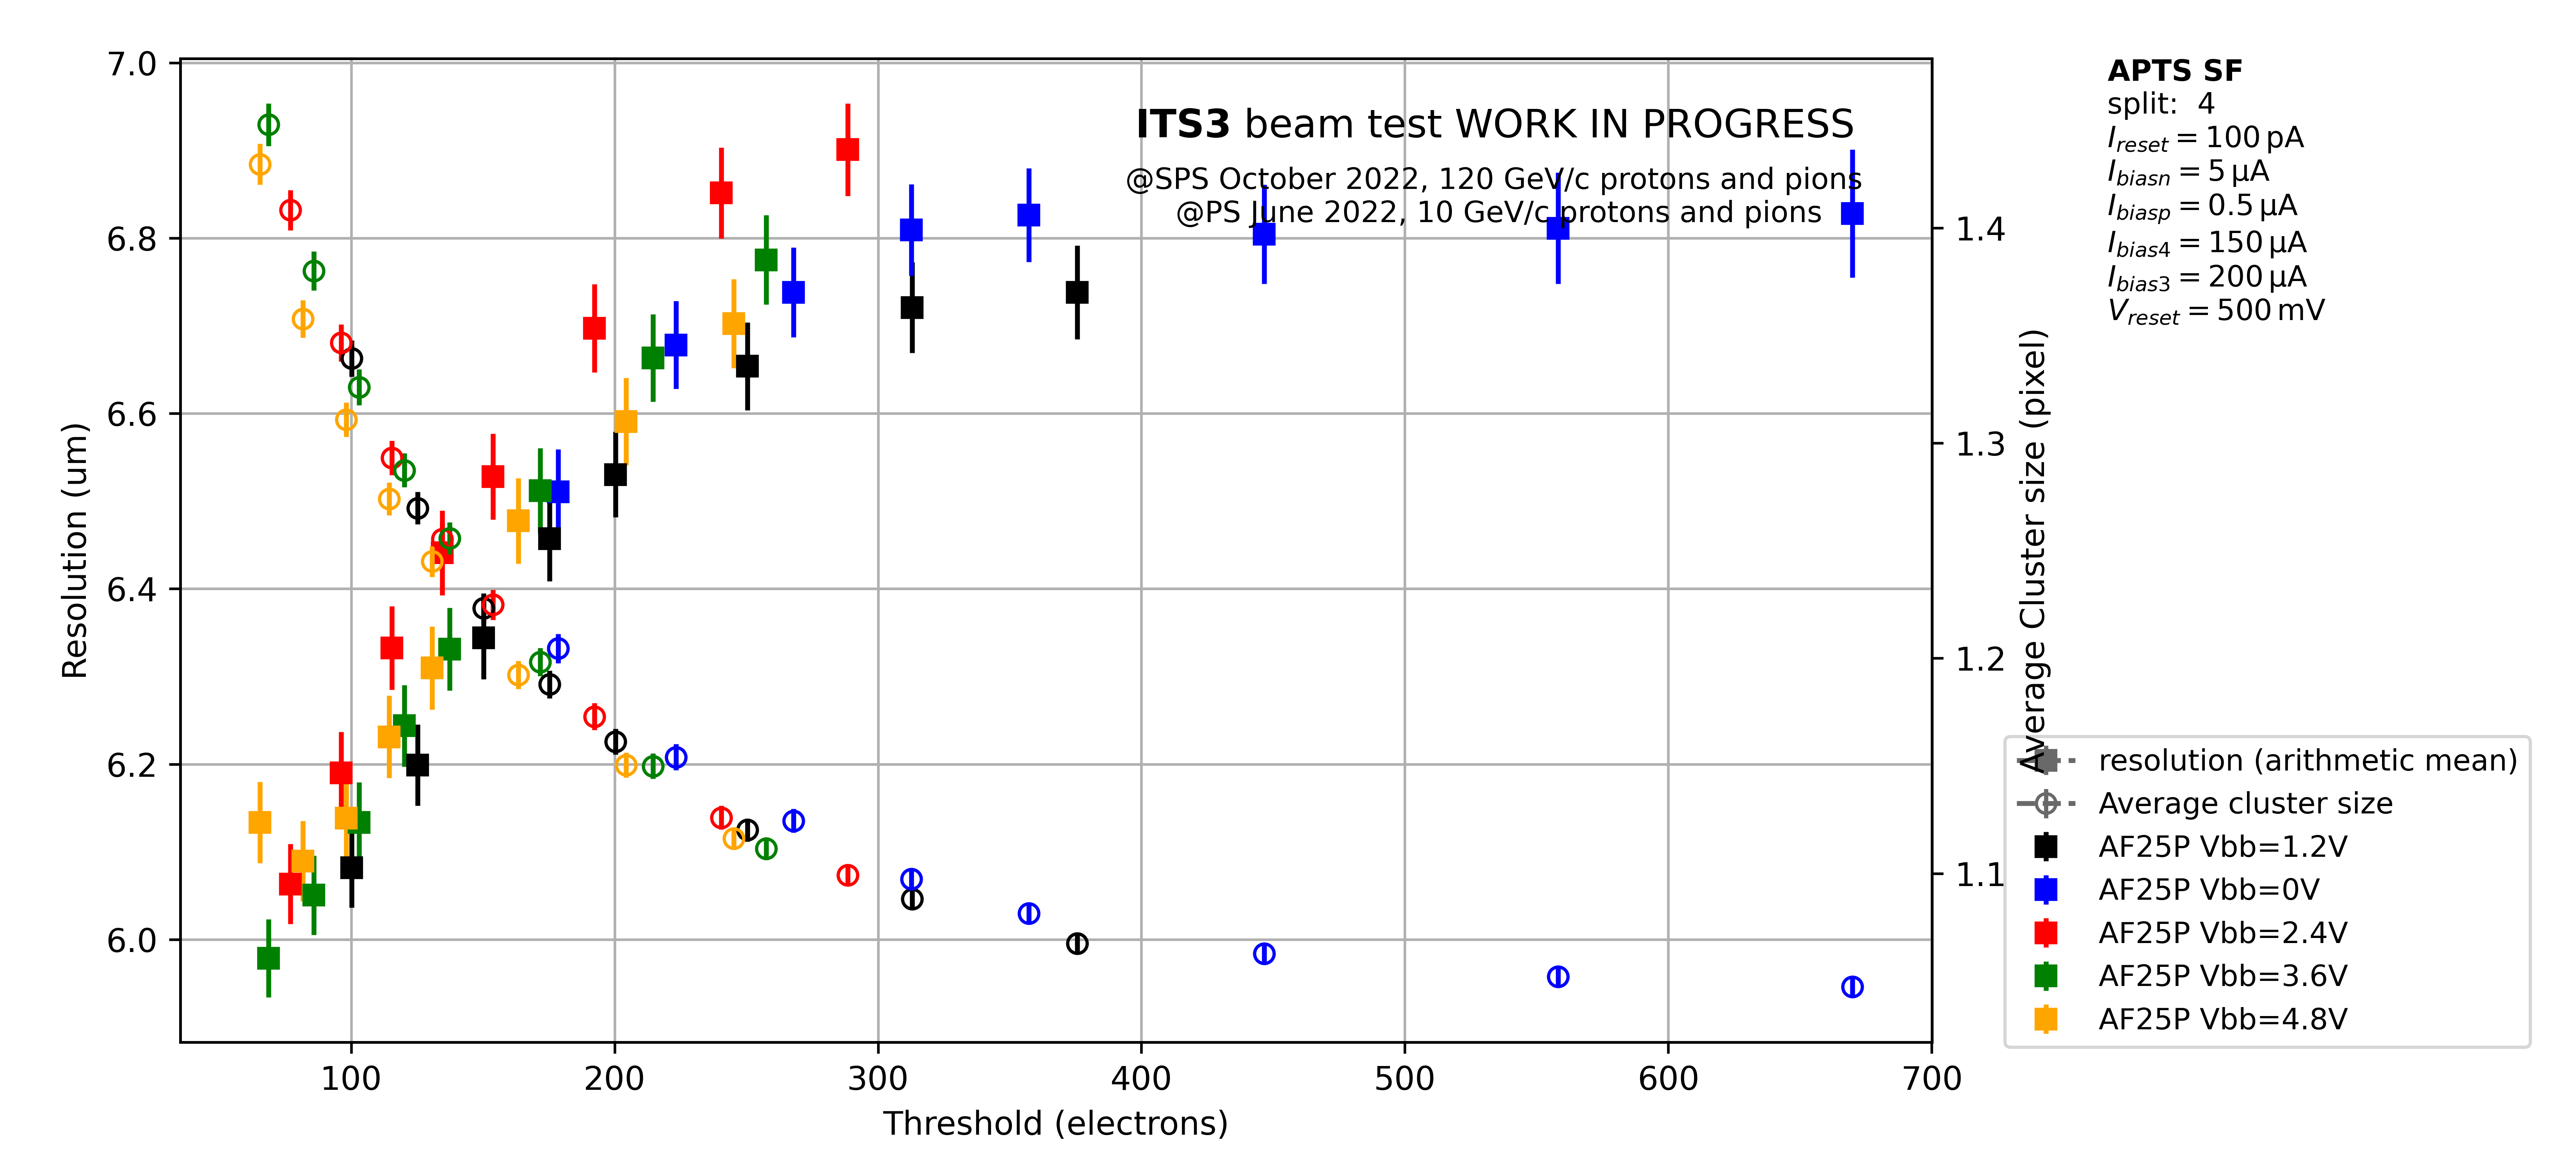 7.0
6.8
6.6
6.4
6.2
6.0
Resolution (um)
100
200
300
400
500
600
700
Threshold (electrons)
ITS3 beam test WORK IN PROGRESS
@SPS October 2022, 120 GeV/c protons and pions
@PS June 2022, 10 GeV/c protons and pions
1.4
1.3
1.2
1.1
Average Cluster size (pixel)
APTS SF
split: 4
I_reset = 100 pA
I_biasn = 5 μA
I_biasp = 0.5 μA
I_bias4 = 150 μA
I_bias3 = 200 μA
V_reset = 500 mV
resolution (arithmetic mean)
Average cluster size
AF25P Vbb=1.2V
AF25P Vbb=0V
AF25P Vbb=2.4V
AF25P Vbb=3.6V
AF25P Vbb=4.8V